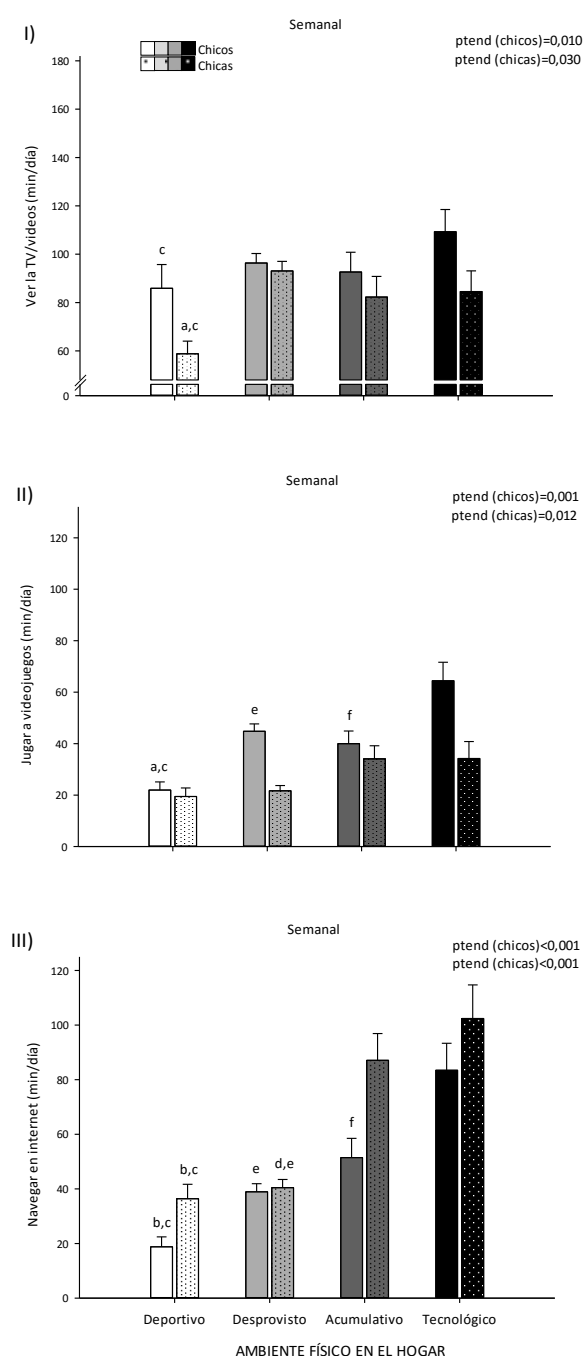 I)
Semanal
ptend (chicos)=0,010
ptend (chicas)=0,030
Chicos
Chicas
180
160
140
120
100
80
60
0
Ver la TV/videos (min/día)
c
a,c
II)
Semanal
ptend (chicos)=0,001
ptend (chicas)=0,012
120
100
80
60
40
20
0
Jugar a videojuegos (min/día)
a,c
e
f
III)
Semanal
ptend (chicos)<0,001
ptend (chicas)<0,001
120
100
80
60
40
20
0
Navegar en internet (min/día)
b,c
b,c
e
d,e
f
Deportivo Desprovisto Acumulativo Tecnológico
AMBIENTE FÍSICO EN EL HOGAR